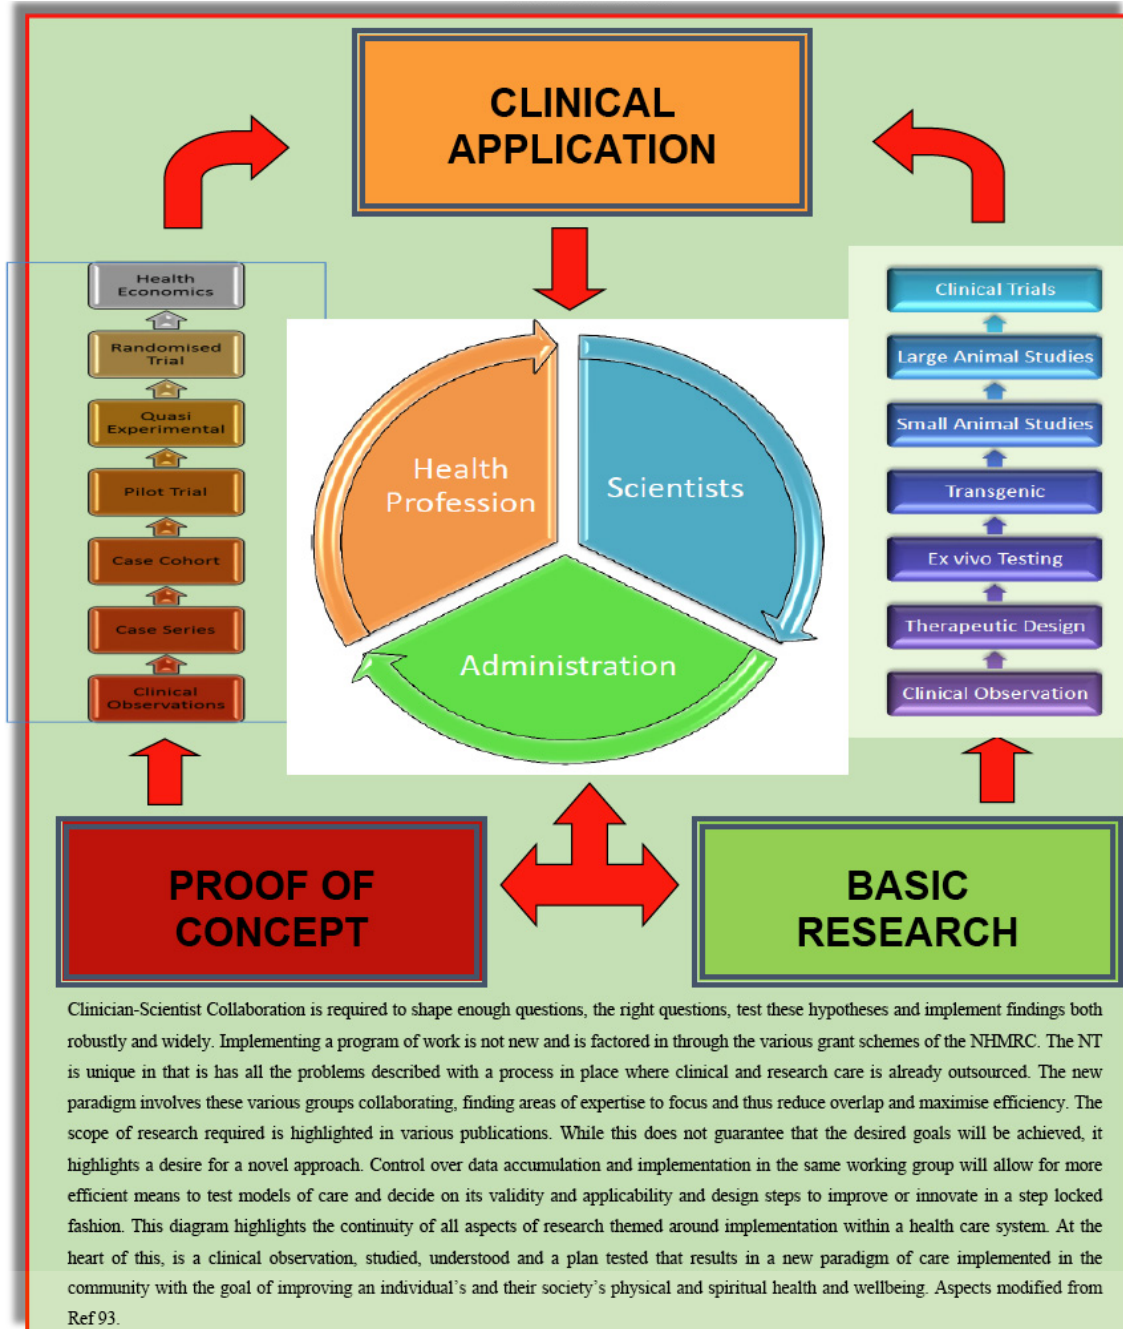 CLINICAL
APPLICATION
Health
Economics
Randomised
Trial
Quasi
Experimental
Pilot Trial
Case Cohort
Case Series
Clinical
Observations
Health
Profession
Scientists
Administration
Clinical Trials
Large Animal Studies
Small Animal Studies
Transgenic
Ex vivo Testing
Therapeutic Design
Clinical Observation
PROOF OF
CONCEPT
BASIC
RESEARCH
Clinician-Scientist Collaboration is required to shape enough questions, the right questions, test these hypotheses and implement findings both
robustly and widely. Implementing a program of work is not new and is factored in through the various grant schemes of the NHMRC. The NT
is unique in that is has all the problems described with a process in place where clinical and research care is already outsourced. The new
paradigm involves these various groups collaborating, finding areas of expertise to focus and thus reduce overlap and maximise efficiency. The
scope of research required is highlighted in various publications. While this does not guarantee that the desired goals will be achieved, it
highlights a desire for a novel approach. Control over data accumulation and implementation in the same working group will allow for more
efficient means to test models of care and decide on its validity and applicability and design steps to improve or innovate in a step locked
fashion. This diagram highlights the continuity of all aspects of research themed around implementation within a health care system. At the
heart of this, is a clinical observation, studied, understood and a plan tested that results in a new paradigm of care implemented in the
community with the goal of improving an individual's and their society's physical and spiritual health and wellbeing. Aspects modified from
Ref 93.